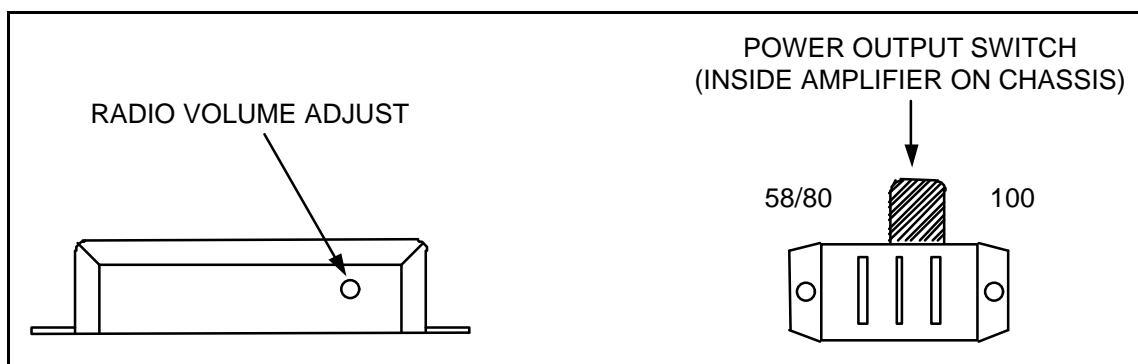 POWER OUTPUT SWITCH
(INSIDE AMPLIFIER ON CHASSIS)
RADIO VOLUME ADJUST
58/80
100